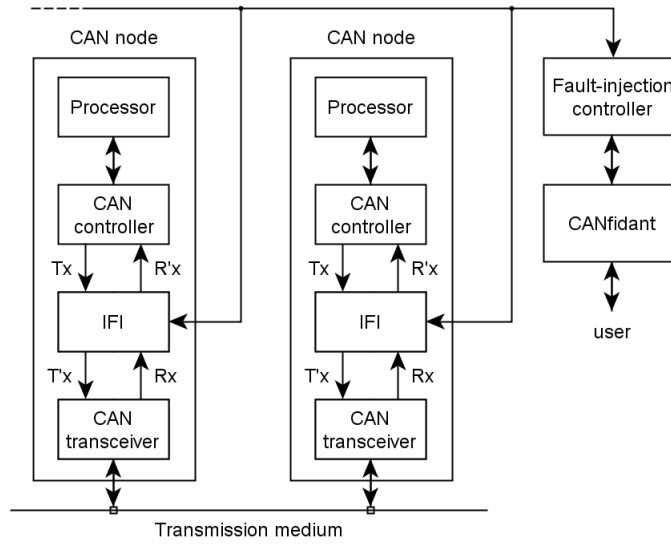 CAN node
CAN node
Processor
Processor
Fault-injection
controller
CAN
controller
CAN
controller
CANfidant
Tx
R'x
Tx
R'x
IFI
IFI
user
T'x
Rx
T'x
Rx
CAN
transceiver
CAN
transceiver
Transmission medium